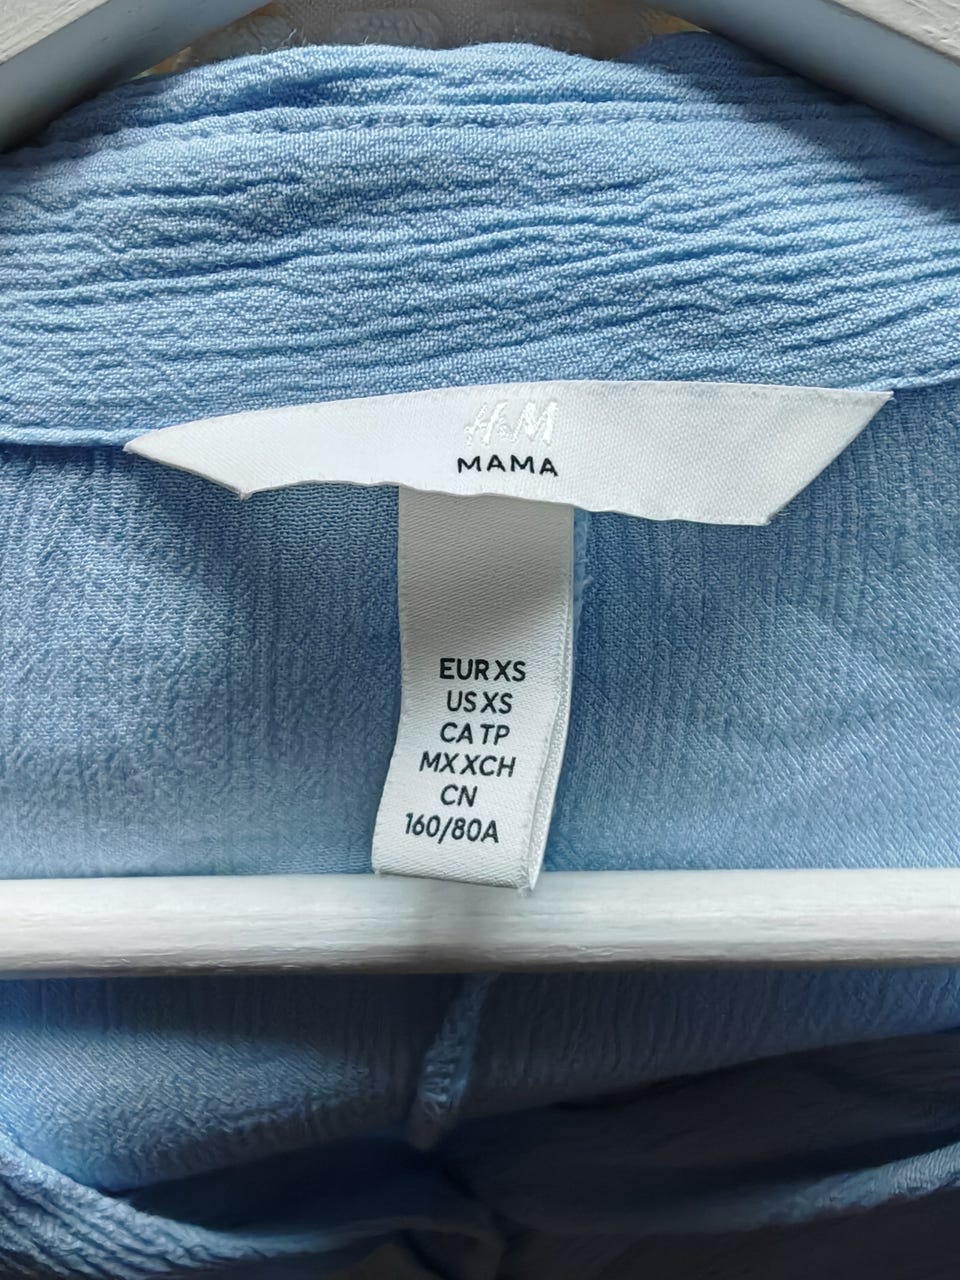 H&M
MAMA
EUR XS
US XS
CA TP
MX XCH
CN
160/80A